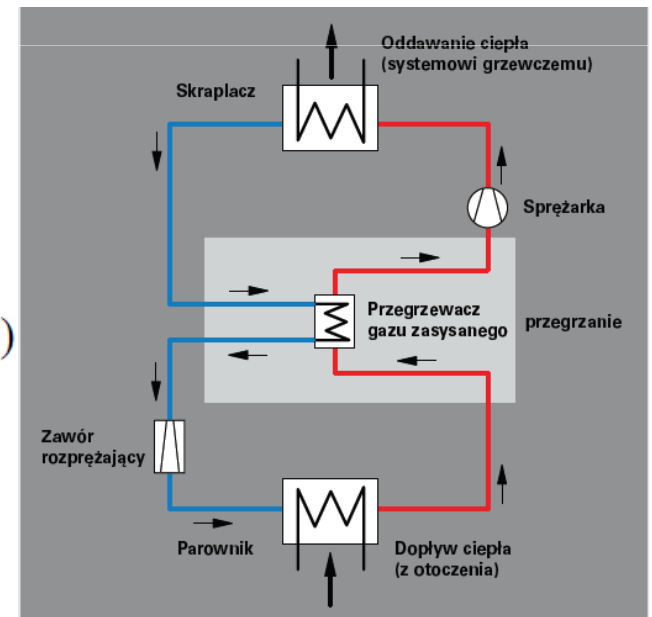 Oddawanie ciepła
(systemowi grzewczemu)
Skraplacz
Sprężarka
Przegrzewacz
gazu zasysanego
przegrzanie
)
Zawór
rozprężający
Parownik
Dopływ ciepła
(z otoczenia)